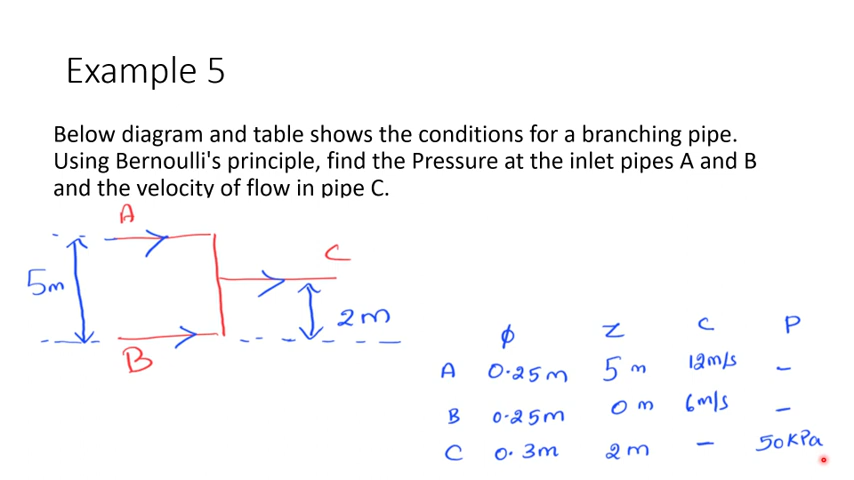 Example 5
Below diagram and table shows the conditions for a branching pipe.
Using Bernoulli's principle, find the Pressure at the inlet pipes A and B
and the velocity of flow in pipe C.
A
C
5m
2m
B
ϕ Z C P
A 0.25m 5m 12m/s -
B 0.25m 0m 6m/s -
C 0.3m 2m - 50KPa